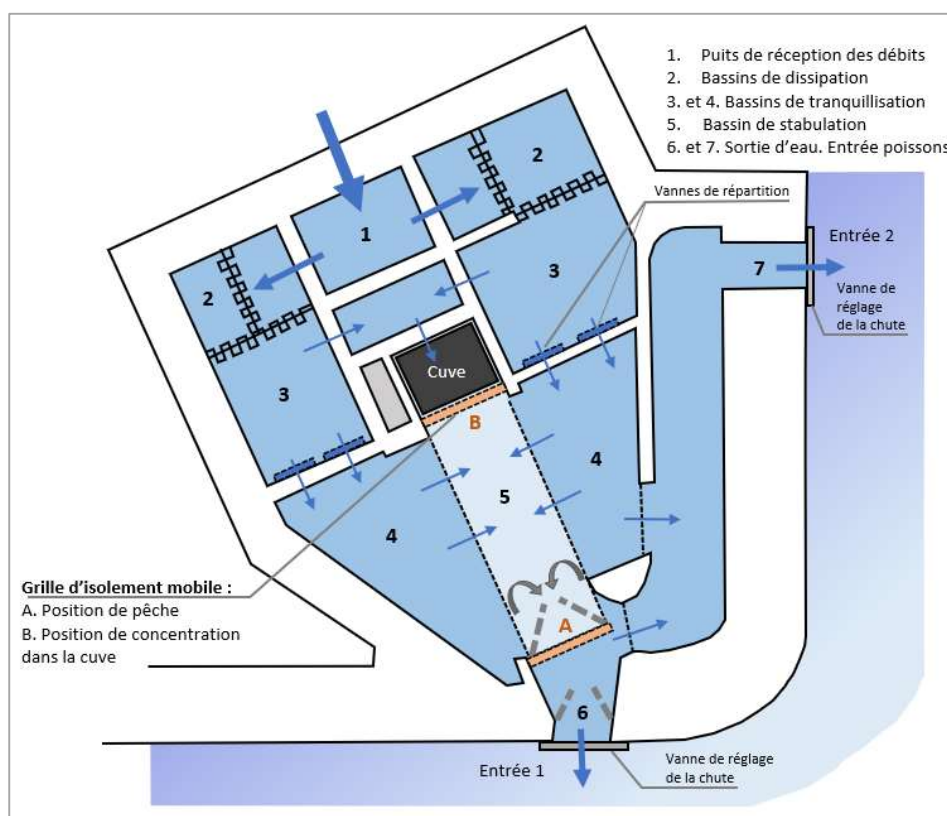 1. Puits de réception des débits
2. Bassins de dissipation
3. et 4. Bassins de tranquillisation
5. Bassin de stabulation
6. et 7. Sortie d'eau. Entrée poissons
Vannes de répartition
2
1
2
3
3
Entrée 2
7
Vanne de
réglage
de la chute
Cuve
B
4
5
4
Grille d'isolement mobile :
A. Position de pêche
B. Position de concentration
dans la cuve
A
6
Entrée 1
Vanne de réglage
de la chute